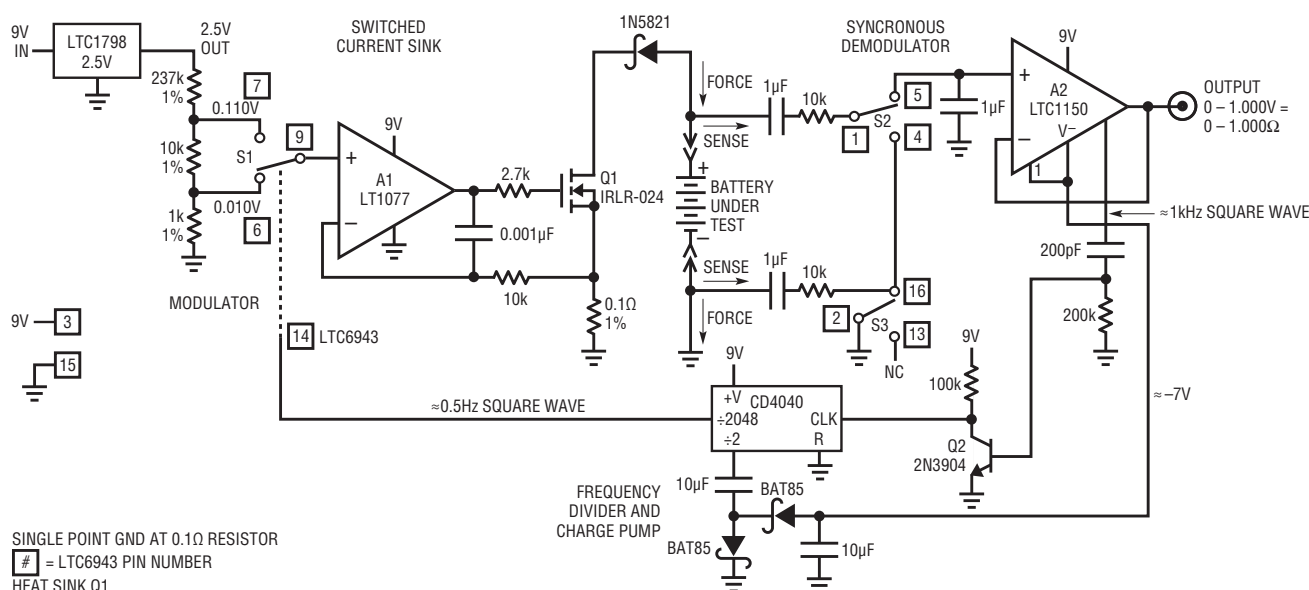 9V
IN
LTC1798
2.5V
2.5V
OUT
SWITCHED
CURRENT SINK
1N5821
SYNCRONOUS
DEMODULATOR
9V
237k
1%
7
0.110V
10k
1%
S1
9
0.010V
6
1k
1%
MODULATOR
9V
+
A1
LT1077
–
2.7k
0.001µF
10k
Q1
IRLR-024
0.1Ω
1%
FORCE
SENSE
+
BATTERY
UNDER
TEST
–
SENSE
FORCE
1µF
10k
1
S2
5
4
1µF
+
A2
LTC1150
V–
–
1
OUTPUT
0 – 1.000V =
0 – 1.000Ω
≈1kHz SQUARE WAVE
200pF
200k
1µF
10k
16
2
S3
13
NC
9V
3
15
14
LTC6943
≈0.5Hz SQUARE WAVE
9V
+V
CD4040
÷2048
CLK
÷2
R
9V
100k
Q2
2N3904
≈ –7V
10µF
BAT85
FREQUENCY
DIVIDER AND
CHARGE PUMP
BAT85
10µF
SINGLE POINT GND AT 0.1Ω RESISTOR
# = LTC6943 PIN NUMBER
HEAT SINK Q1